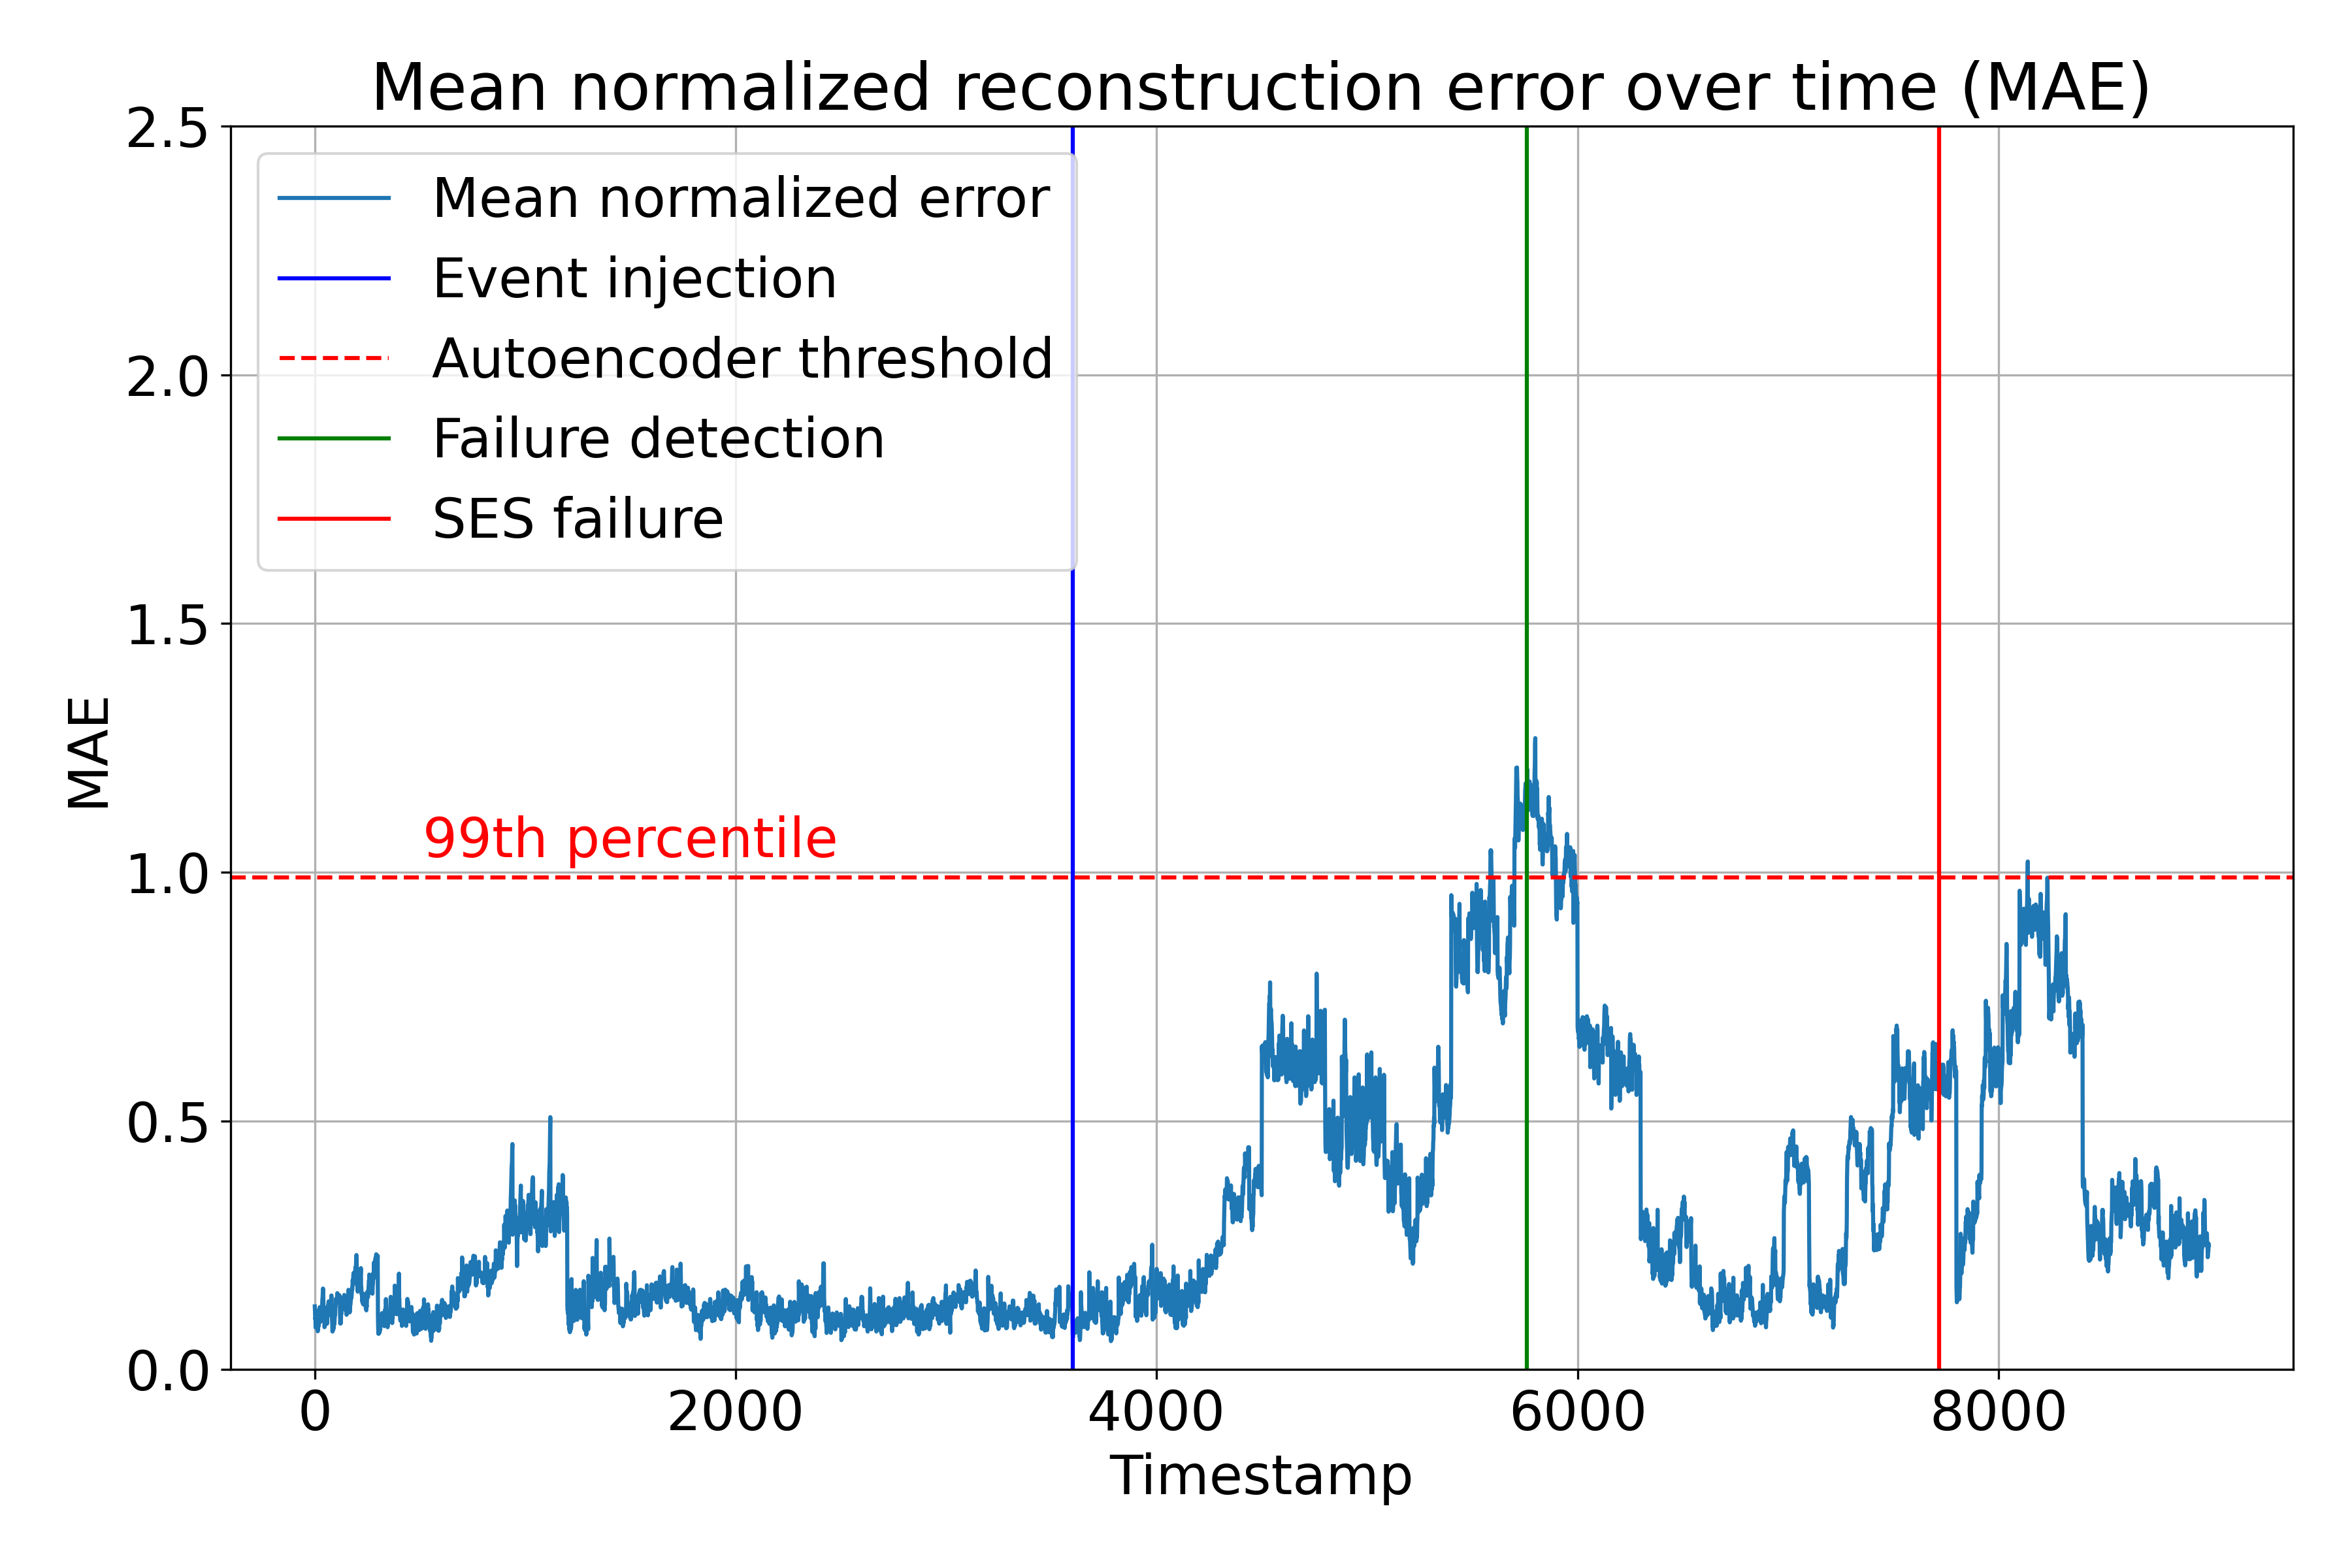 Mean normalized reconstruction error over time (MAE)
2.5
2.0
1.5
1.0
0.5
0.0
MAE
Mean normalized error
Event injection
Autoencoder threshold
Failure detection
SES failure
99th percentile
0 2000 4000 6000 8000
Timestamp